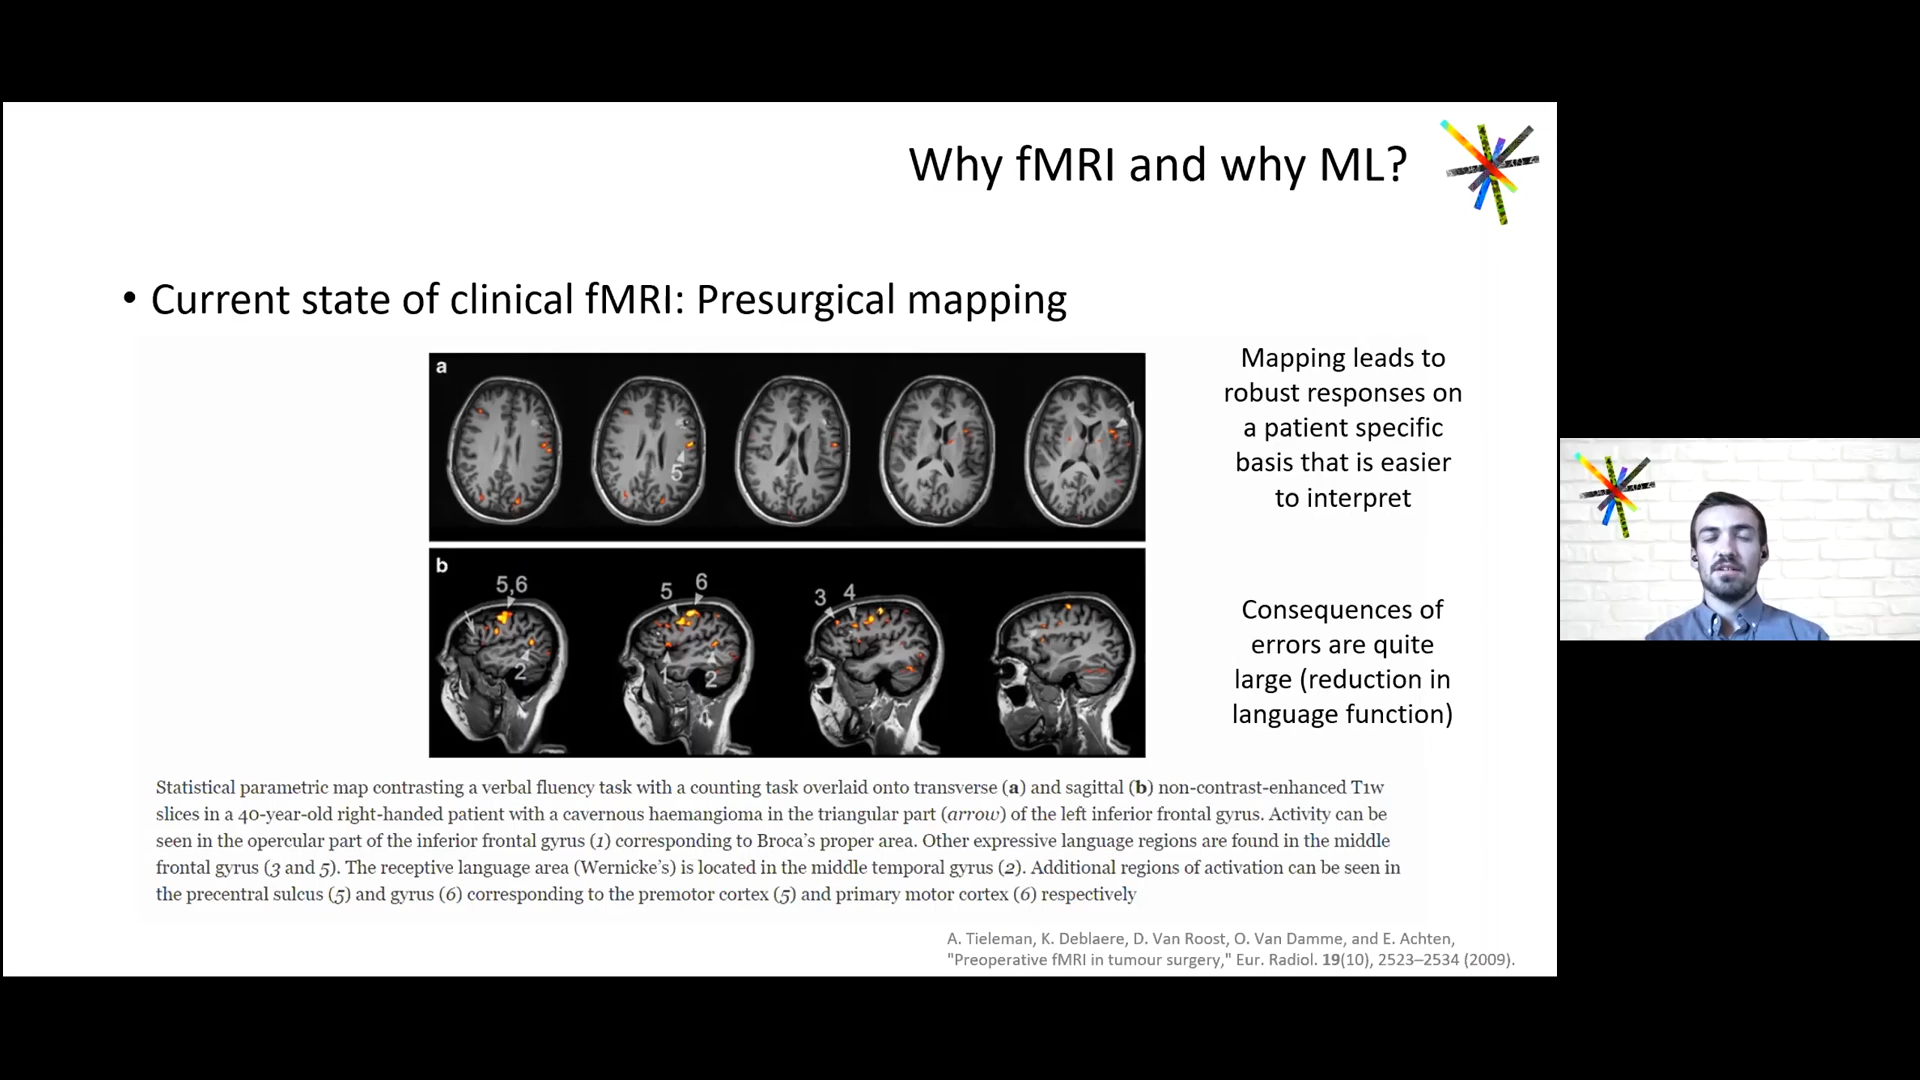 Why fMRI and why ML?
• Current state of clinical fMRI: Presurgical mapping
a
1
5
b
5,6
2
5
6
1
2
3
4
Mapping leads to
robust responses on
a patient specific
basis that is easier
to interpret
Consequences of
errors are quite
large (reduction in
language function)
Statistical parametric map contrasting a verbal fluency task with a counting task overlaid onto transverse (a) and sagittal (b) non-contrast-enhanced T1w
slices in a 40-year-old right-handed patient with a cavernous haemangioma in the triangular part (arrow) of the left inferior frontal gyrus. Activity can be
seen in the opercular part of the inferior frontal gyrus (1) corresponding to Broca's proper area. Other expressive language regions are found in the middle
frontal gyrus (3 and 5). The receptive language area (Wernicke's) is located in the middle temporal gyrus (2). Additional regions of activation can be seen in
the precentral sulcus (5) and gyrus (6) corresponding to the premotor cortex (5) and primary motor cortex (6) respectively
A. Tieleman, K. Deblaere, D. Van Roost, O. Van Damme, and E. Achten,
"Preoperative fMRI in tumour surgery," Eur. Radiol. 19(10), 2523–2534 (2009).